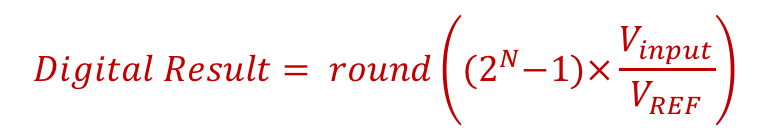 Digital Result = round((2^N−1)×V_input/V_REF)